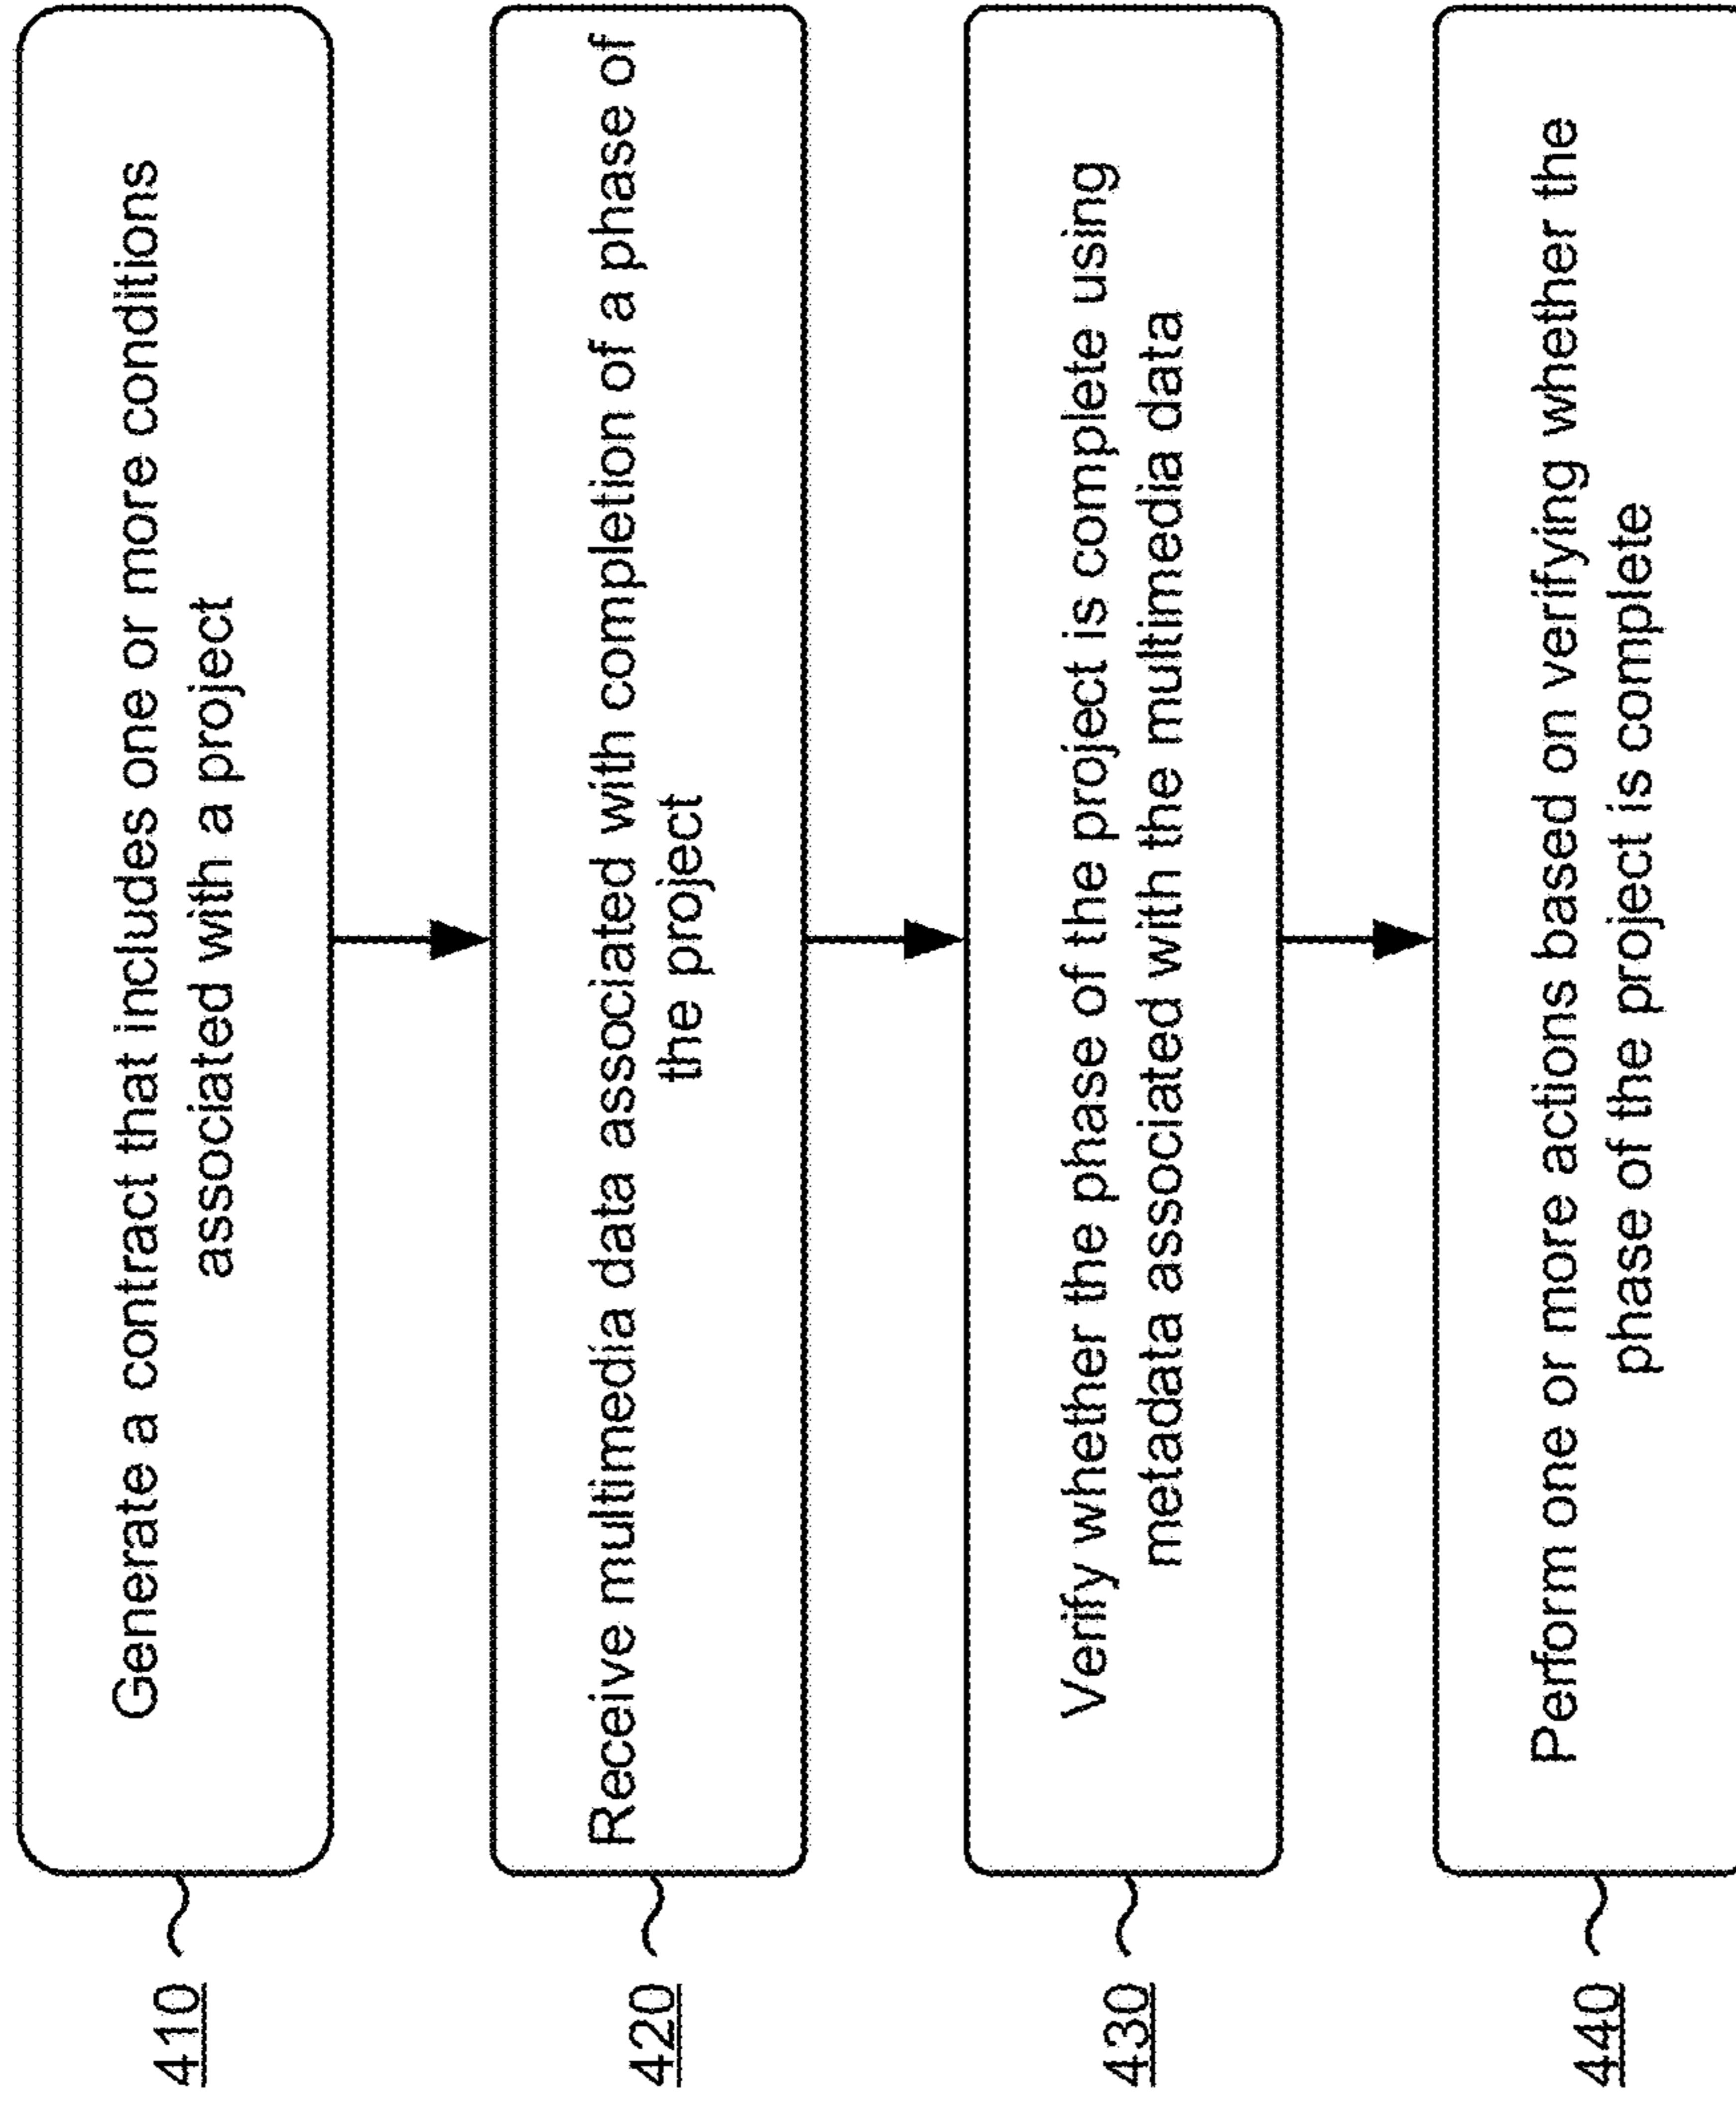 410
Generate a contract that includes one or more conditions
associated with a project
420
Receive multimedia data associated with completion of a phase of
the project
430
Verify whether the phase of the project is complete using
metadata associated with the multimedia data
440
Perform one or more actions based on verifying whether the
phase of the project is complete